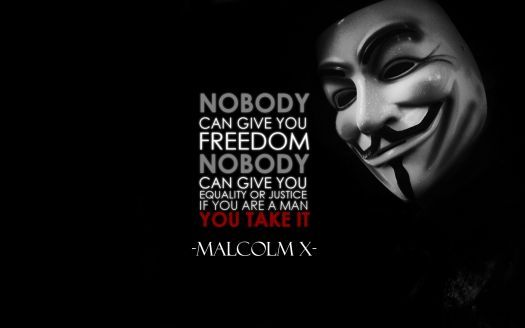 NOBODY
CAN GIVE YOU
FREEDOM
NOBODY
CAN GIVE YOU
EQUALITY OR JUSTICE
IF YOU ARE A MAN
YOU TAKE IT
-MALCOLM X-